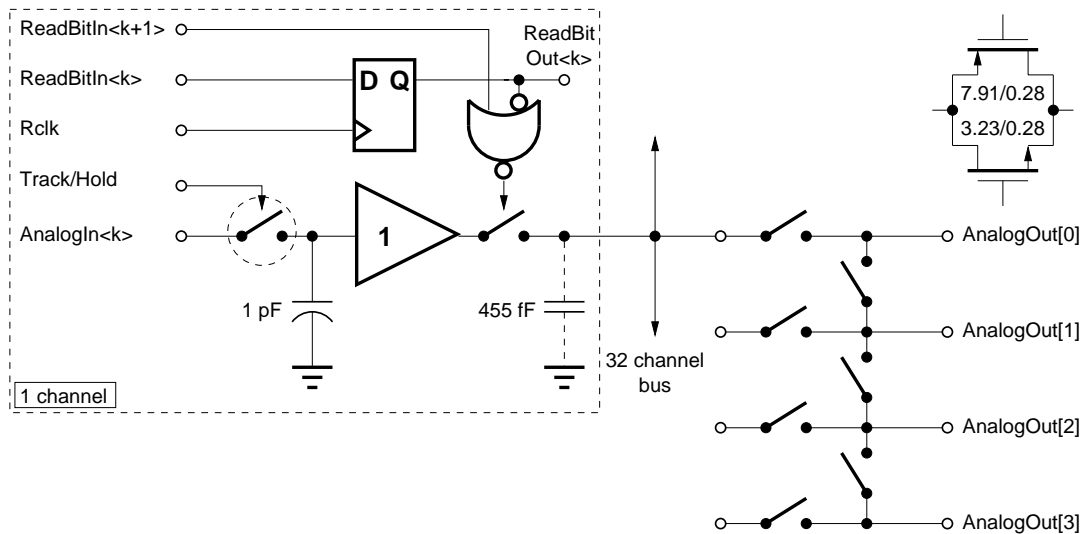 ReadBitIn<k+1>
ReadBit
Out<k>
ReadBitIn<k>
D Q
7.91/0.28
3.23/0.28
Rclk
Track/Hold
AnalogIn<k>
1
AnalogOut[0]
1 pF
455 fF
AnalogOut[1]
32 channel
bus
1 channel
AnalogOut[2]
AnalogOut[3]